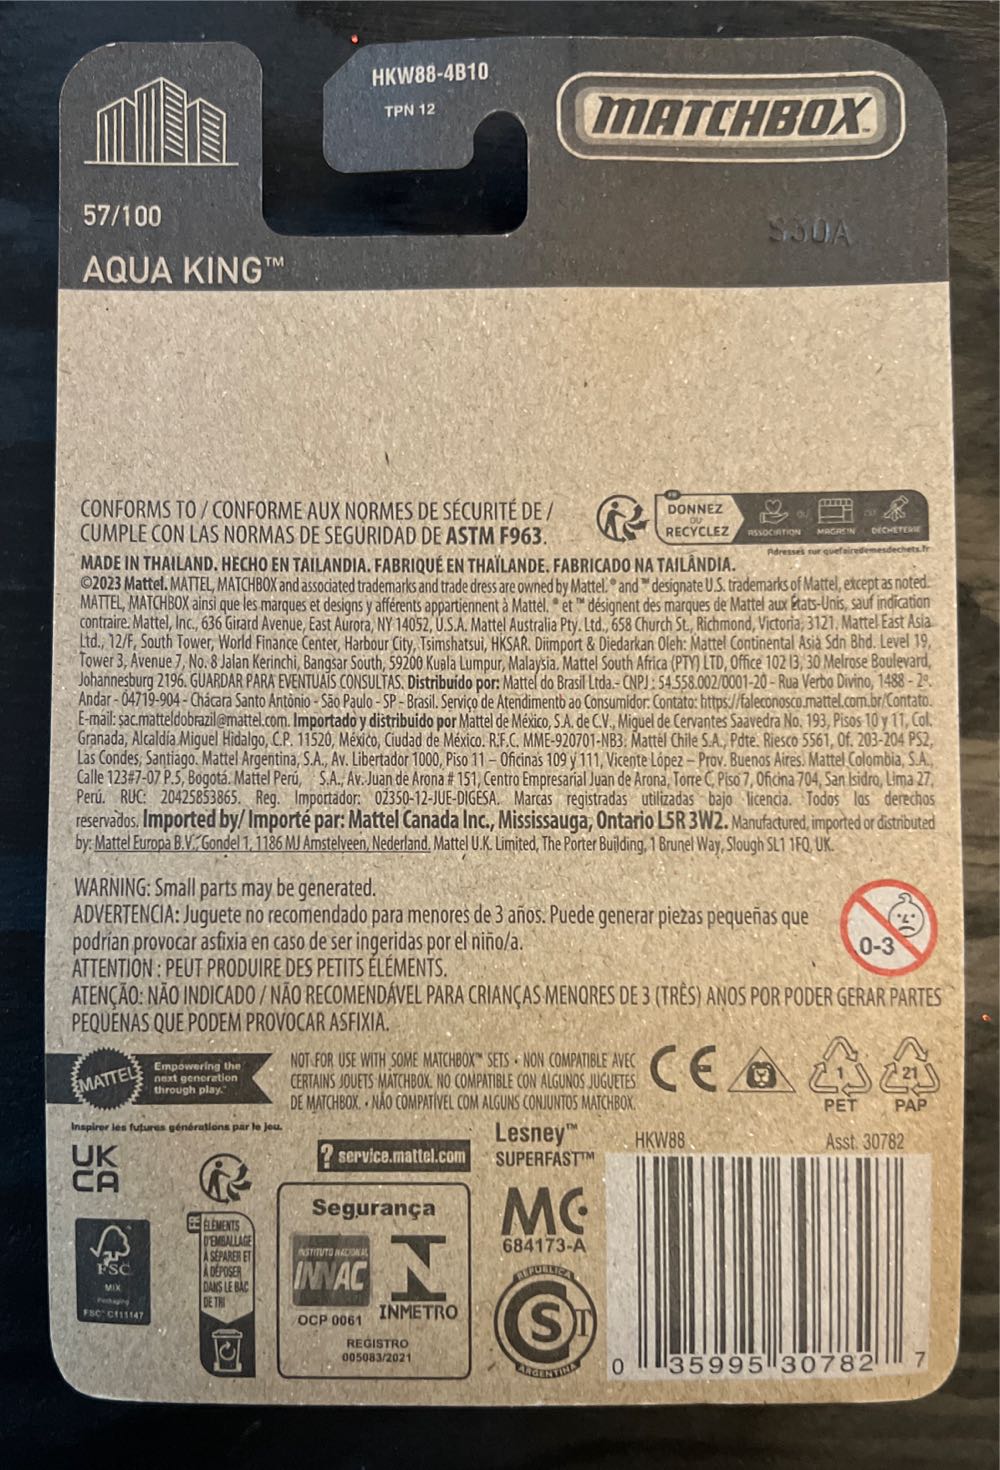 HKW88-4B10
TPN 12
MATCHBOX™
57/100
S30A
AQUA KING™
CONFORMS TO / CONFORME AUX NORMES DE SÉCURITÉ DE /
CUMPLE CON LAS NORMAS DE SEGURIDAD DE ASTM F963.
FR
DONNEZ
OU
RECYCLEZ
ASSOCIATION
OU
MAGASIN
OU
DÉCHÈTERIE
Adresses sur quefairedemesdechets.fr
MADE IN THAILAND. HECHO EN TAILANDIA. FABRIQUÉ EN THAÏLANDE. FABRICADO NA TAILÂNDIA.
©2023 Mattel. MATTEL, MATCHBOX and associated trademarks and trade dress are owned by Mattel. ® and ™ designate U.S. trademarks of Mattel, except as noted.
MATTEL, MATCHBOX ainsi que les marques et designs y afférents appartiennent à Mattel. ® et ™ désignent des marques de Mattel aux États-Unis, sauf indication
contraire. Mattel, Inc., 636 Girard Avenue, East Aurora, NY 14052, U.S.A. Mattel Australia Pty. Ltd., 658 Church St., Richmond, Victoria, 3121. Mattel East Asia
Ltd., 12/F, South Tower, World Finance Center, Harbour City, Tsimshatsui, HKSAR. Diimport & Diedarkan Oleh: Mattel Continental Asia Sdn Bhd. Level 19,
Tower 3, Avenue 7, No. 8 Jalan Kerinchi, Bangsar South, 59200 Kuala Lumpur, Malaysia. Mattel South Africa (PTY) LTD, Office 102 I3, 30 Melrose Boulevard,
Johannesburg 2196. GUARDAR PARA EVENTUAIS CONSULTAS. Distribuído por: Mattel do Brasil Ltda.- CNPJ : 54.558.002/0001-20 - Rua Verbo Divino, 1488 - 2º.
Andar - 04719-904 - Chácara Santo Antônio - São Paulo - SP - Brasil. Serviço de Atendimento ao Consumidor: Contato: https://faleconosco.mattel.com.br/Contato.
E-mail: sac.matteldobrazil@mattel.com. Importado y distribuido por Mattel de México, S.A. de C.V., Miguel de Cervantes Saavedra No. 193, Pisos 10 y 11, Col.
Granada, Alcaldía Miguel Hidalgo, C.P. 11520, México, Ciudad de México. R.F.C. MME-920701-NB3. Mattel Chile S.A., Pdte. Riesco 5561, Of. 203-204 PS2,
Las Condes, Santiago. Mattel Argentina, S.A., Av. Libertador 1000, Piso 11 – Oficinas 109 y 111, Vicente López – Prov. Buenos Aires. Mattel Colombia, S.A.,
Calle 123#7-07 P.5, Bogotá. Mattel Perú, S.A., Av. Juan de Arona # 151, Centro Empresarial Juan de Arona, Torre C, Piso 7, Oficina 704, San Isidro, Lima 27,
Perú. RUC: 20425853865. Reg. Importador: 02350-12-JUE-DIGESA. Marcas registradas utilizadas bajo licencia. Todos los derechos
reservados. Imported by/ Importé par: Mattel Canada Inc., Mississauga, Ontario L5R 3W2. Manufactured, imported or distributed
by: Mattel Europa B.V., Gondel 1, 1186 MJ Amstelveen, Nederland. Mattel U.K. Limited, The Porter Building, 1 Brunel Way, Slough SL1 1FQ, UK.
WARNING: Small parts may be generated.
ADVERTENCIA: Juguete no recomendado para menores de 3 años. Puede generar piezas pequeñas que
podrían provocar asfixia en caso de ser ingeridas por el niño/a.
ATTENTION : PEUT PRODUIRE DES PETITS ÉLÉMENTS.
ATENÇÃO: NÃO INDICADO / NÃO RECOMENDÁVEL PARA CRIANÇAS MENORES DE 3 (TRÊS) ANOS POR PODER GERAR PARTES
PEQUENAS QUE PODEM PROVOCAR ASFIXIA.
0-3
MATTEL
Empowering the
next generation
through play.™
Inspirer les futures générations par le jeu.
NOT FOR USE WITH SOME MATCHBOX™ SETS • NON COMPATIBLE AVEC
CERTAINS JOUETS MATCHBOX. NO COMPATIBLE CON ALGUNOS JUGUETES
DE MATCHBOX. • NÃO COMPATÍVEL COM ALGUNS CONJUNTOS MATCHBOX.
CE
1
PET
21
PAP
UK
CA
? service.mattel.com
Lesney™
SUPERFAST™
HKW88
Asst. 30782
FSC
MIX
Packaging
FSC® C111147
FR
ÉLÉMENTS
D'EMBALLAGE
À SÉPARER ET
À DÉPOSER
DANS LE BAC
DE TRI
Segurança
INSTITUTO NACIONAL
INNAC
OCP 0061
INMETRO
REGISTRO
005083/2021
MC
684173-A
REPUBLICA
S T
ARGENTINA
0 35995 30782 7